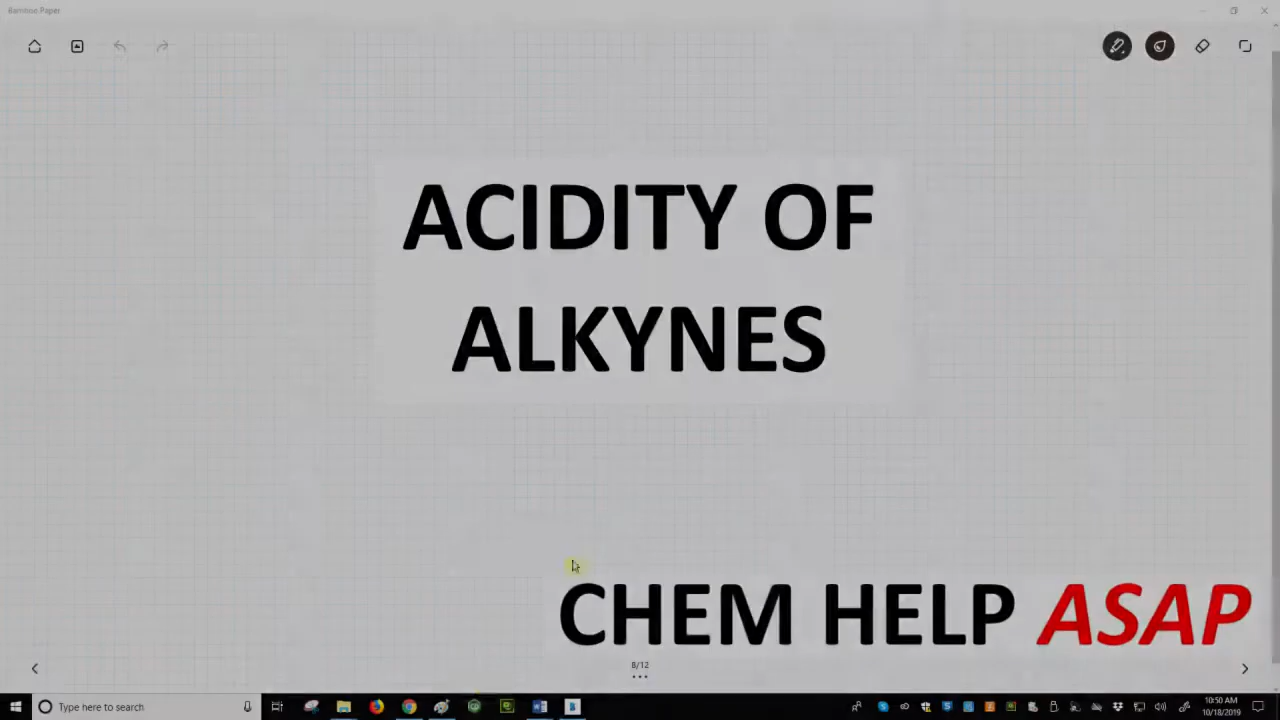 Bamboo Paper
ACIDITY OF
ALKYNES
CHEM HELP ASAP
8/12
Type here to search
10:50 AM
10/18/2019